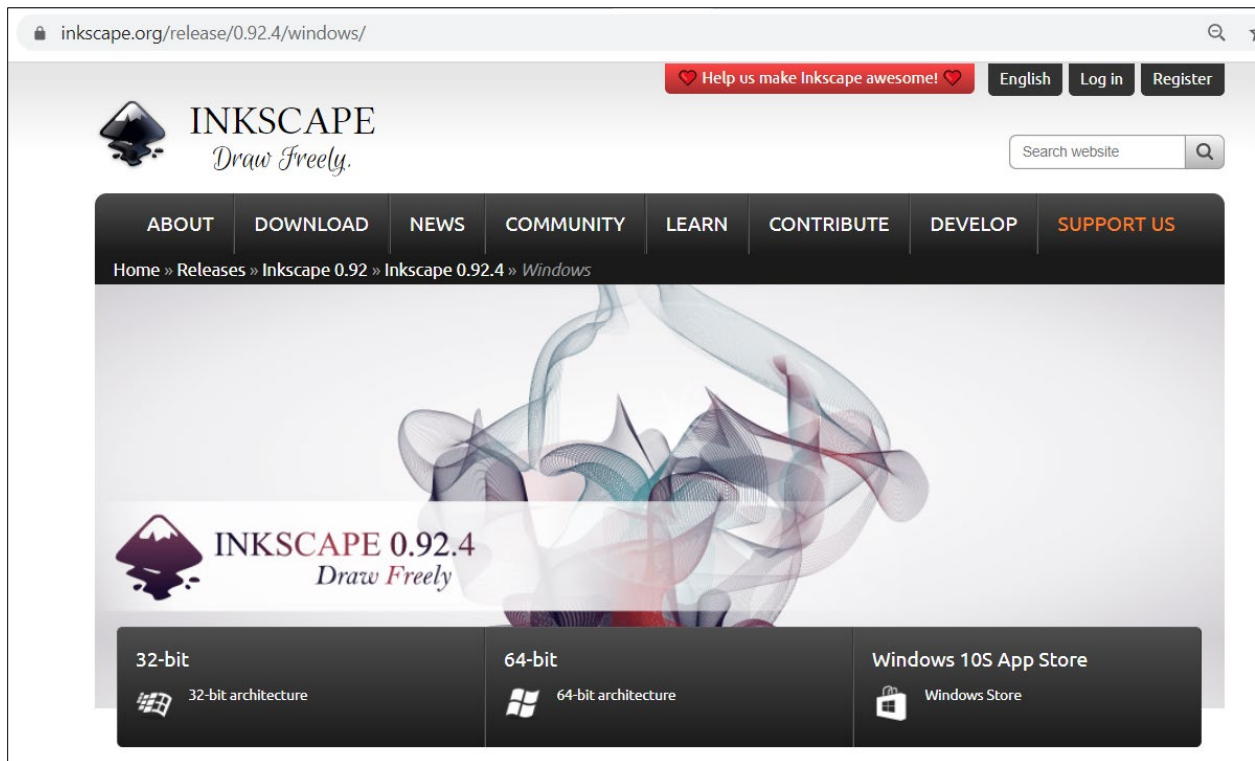 inkscape.org/release/0.92.4/windows/
Help us make Inkscape awesome! English Log in Register
INKSCAPE
Draw Freely.
Search website
ABOUT DOWNLOAD NEWS COMMUNITY LEARN CONTRIBUTE DEVELOP SUPPORT US
Home » Releases » Inkscape 0.92 » Inkscape 0.92.4 » Windows
INKSCAPE 0.92.4
Draw Freely
32-bit
32-bit architecture
64-bit
64-bit architecture
Windows 10S App Store
Windows Store